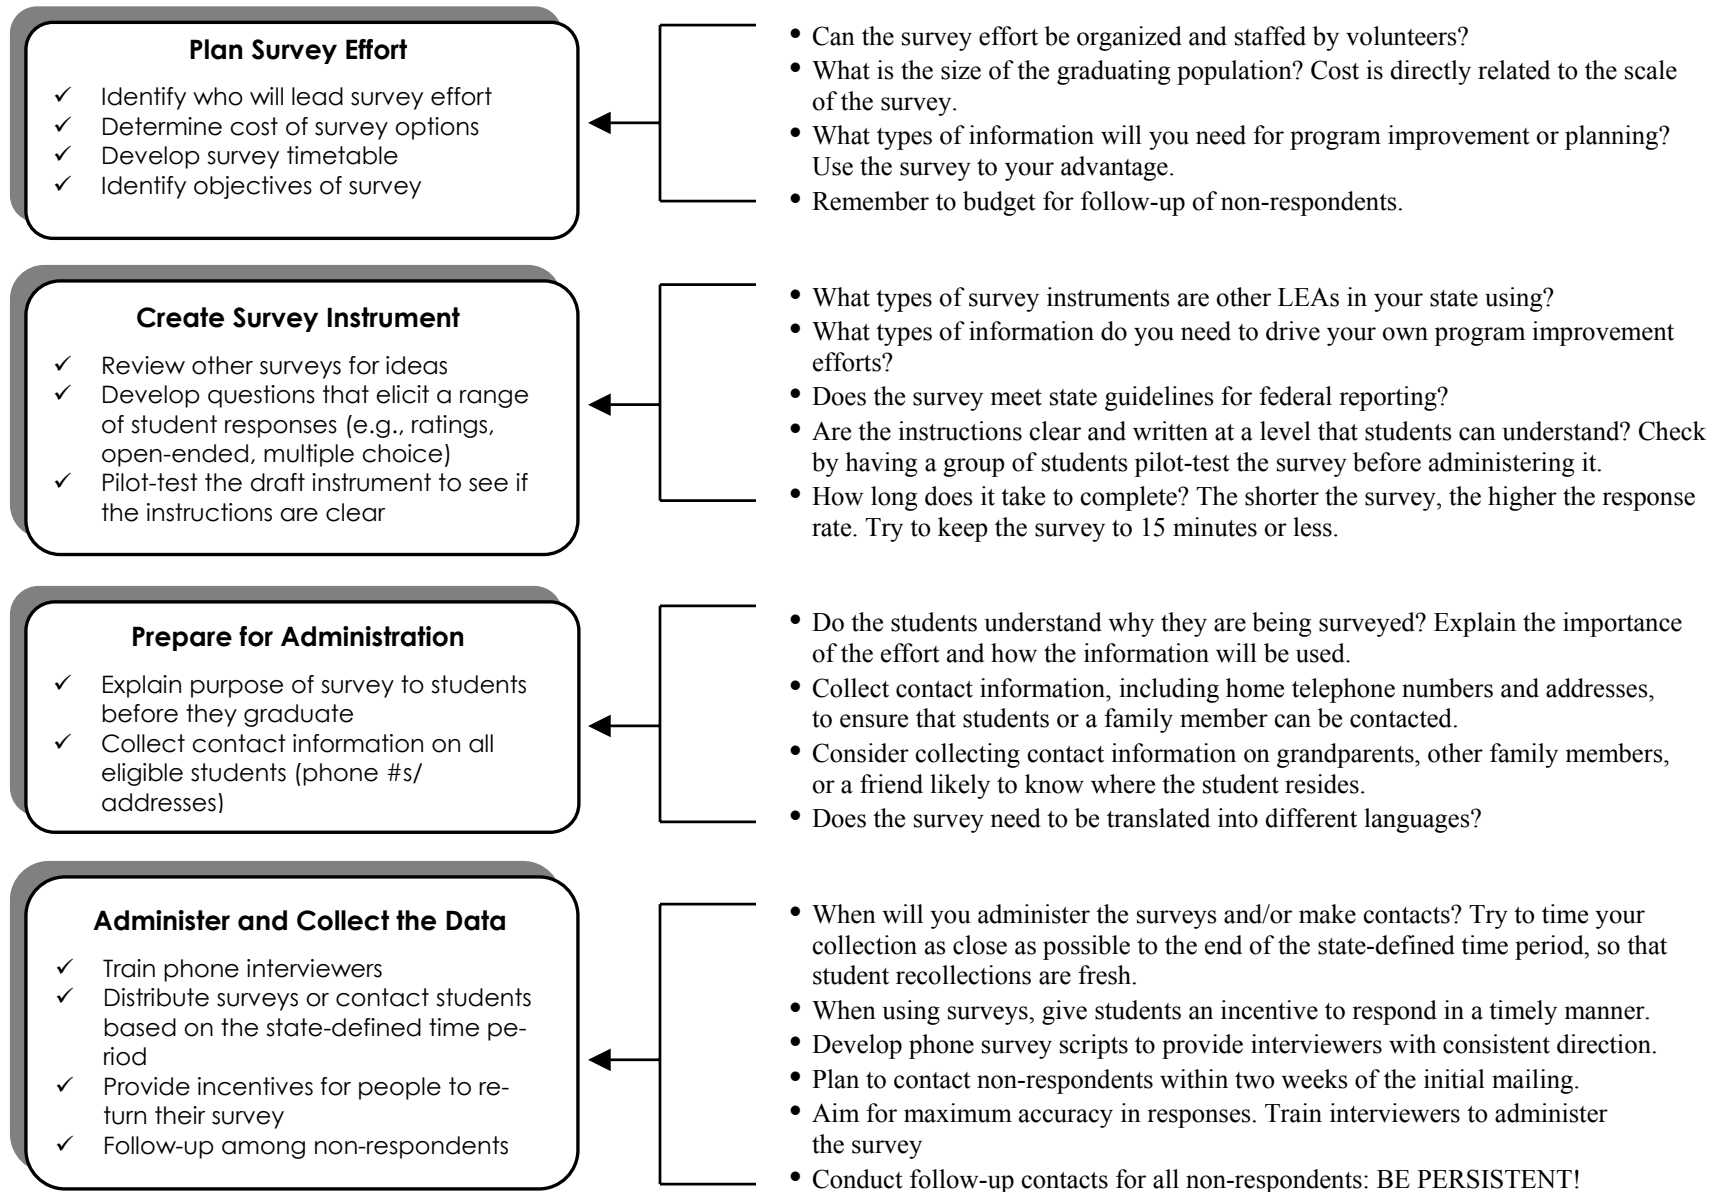 Plan Survey Effort
✓ Identify who will lead survey effort
✓ Determine cost of survey options
✓ Develop survey timetable
✓ Identify objectives of survey
• Can the survey effort be organized and staffed by volunteers?
• What is the size of the graduating population? Cost is directly related to the scale
of the survey.
• What types of information will you need for program improvement or planning?
Use the survey to your advantage.
• Remember to budget for follow-up of non-respondents.
Create Survey Instrument
✓ Review other surveys for ideas
✓ Develop questions that elicit a range
of student responses (e.g., ratings,
open-ended, multiple choice)
✓ Pilot-test the draft instrument to see if
the instructions are clear
• What types of survey instruments are other LEAs in your state using?
• What types of information do you need to drive your own program improvement
efforts?
• Does the survey meet state guidelines for federal reporting?
• Are the instructions clear and written at a level that students can understand? Check
by having a group of students pilot-test the survey before administering it.
• How long does it take to complete? The shorter the survey, the higher the response
rate. Try to keep the survey to 15 minutes or less.
Prepare for Administration
✓ Explain purpose of survey to students
before they graduate
✓ Collect contact information on all
eligible students (phone #s/
addresses)
• Do the students understand why they are being surveyed? Explain the importance
of the effort and how the information will be used.
• Collect contact information, including home telephone numbers and addresses,
to ensure that students or a family member can be contacted.
• Consider collecting contact information on grandparents, other family members,
or a friend likely to know where the student resides.
• Does the survey need to be translated into different languages?
Administer and Collect the Data
✓ Train phone interviewers
✓ Distribute surveys or contact students
based on the state-defined time pe-
riod
✓ Provide incentives for people to re-
turn their survey
✓ Follow-up among non-respondents
• When will you administer the surveys and/or make contacts? Try to time your
collection as close as possible to the end of the state-defined time period, so that
student recollections are fresh.
• When using surveys, give students an incentive to respond in a timely manner.
• Develop phone survey scripts to provide interviewers with consistent direction.
• Plan to contact non-respondents within two weeks of the initial mailing.
• Aim for maximum accuracy in responses. Train interviewers to administer
the survey
• Conduct follow-up contacts for all non-respondents: BE PERSISTENT!